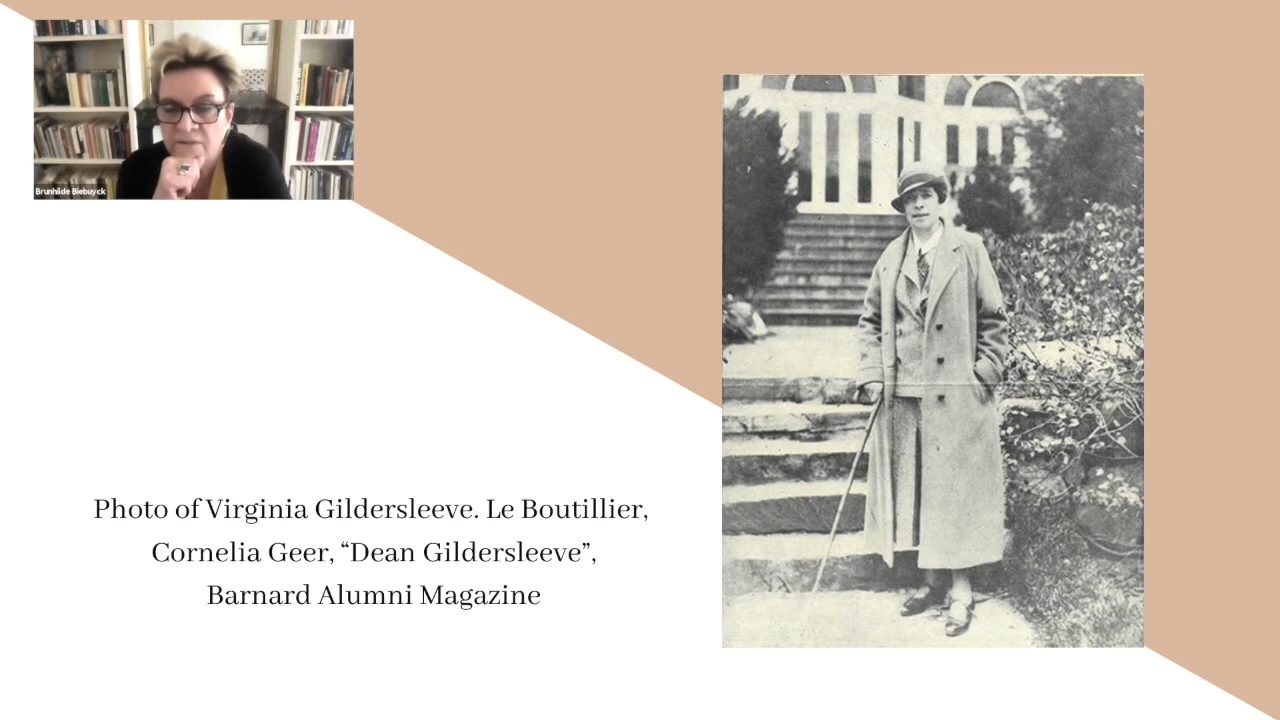 Brunhilde Biebuyck
Photo of Virginia Gildersleeve. Le Boutillier,
Cornelia Geer, “Dean Gildersleeve”,
Barnard Alumni Magazine